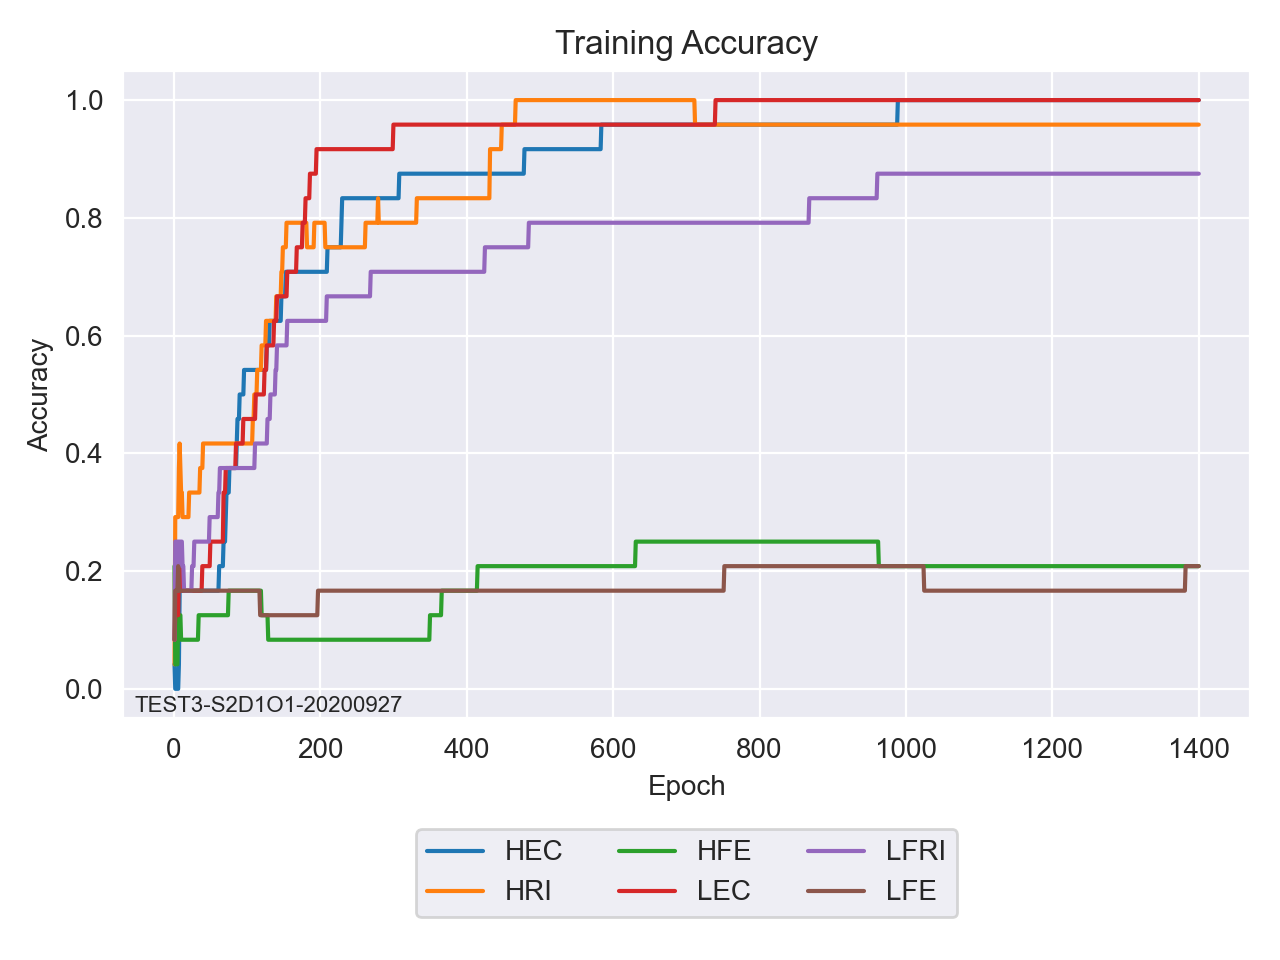 Training Accuracy
1.0
0.8
0.6
0.4
0.2
0.0
Accuracy
TEST3-S2D1O1-20200927
0 200 400 600 800 1000 1200 1400
Epoch
HEC HFE LFRI
HRI LEC LFE